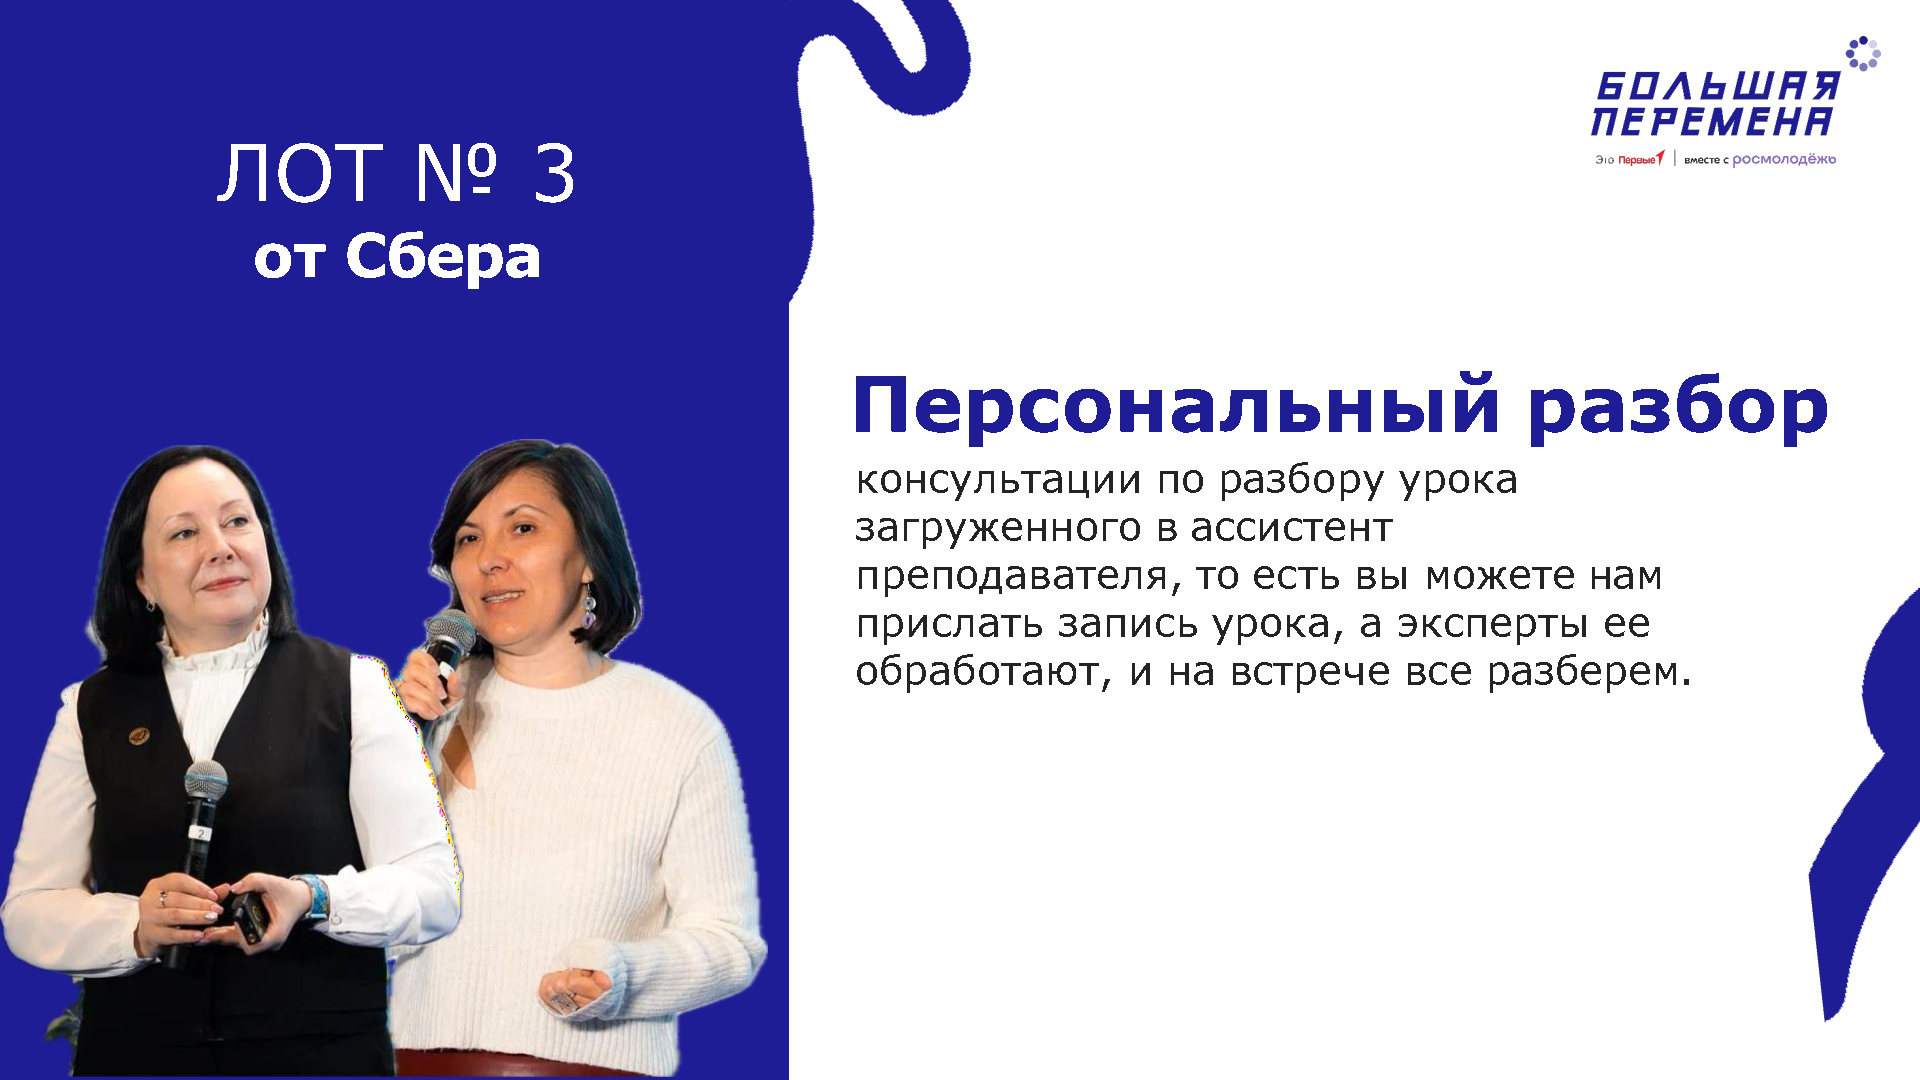 ЛОТ № 3
от Сбера
БОЛЬШАЯ
ПЕРЕМЕНА
Это Первые | вместе с росмолодёжь
Персональный разбор
консультации по разбору урока
загруженного в ассистент
преподавателя, то есть вы можете нам
прислать запись урока, а эксперты ее
обработают, и на встрече все разберем.
2